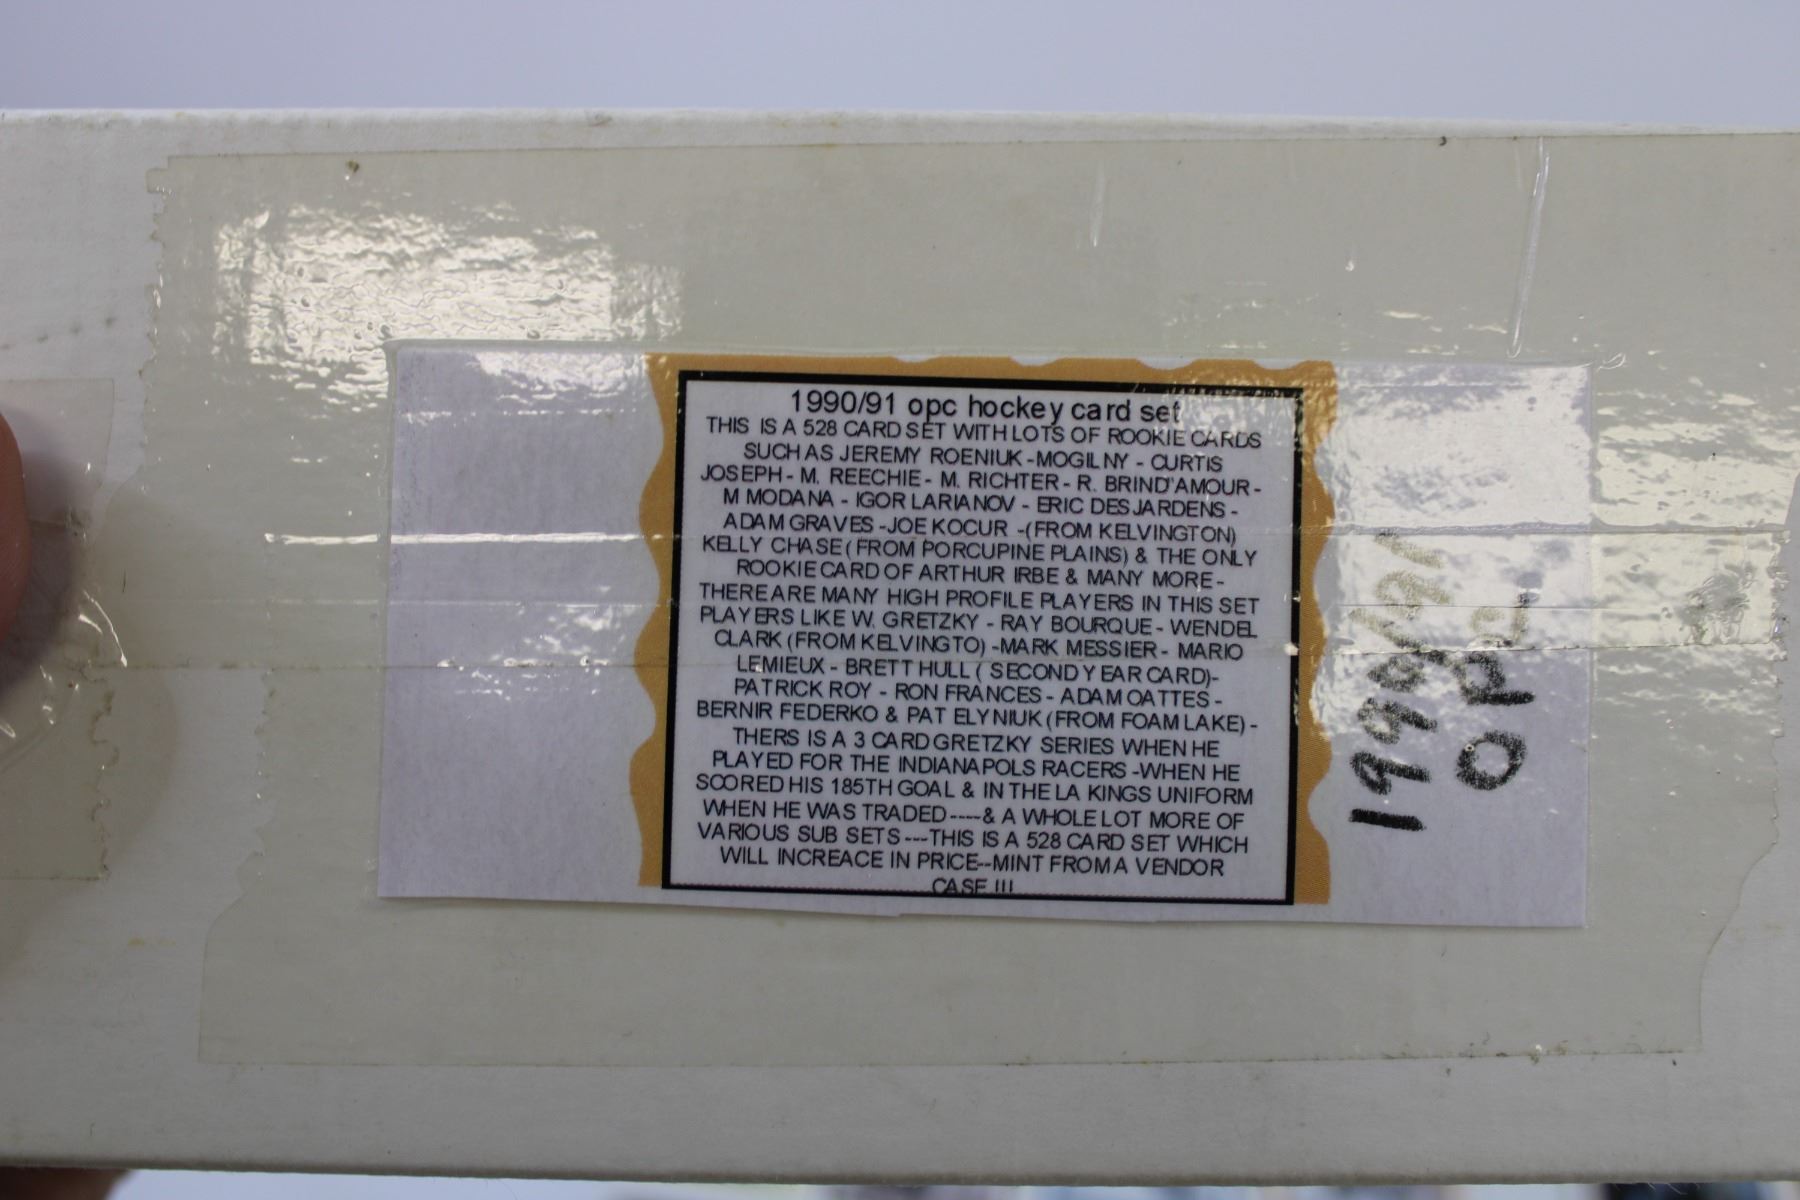 1990/91 opc hockey card set
THIS IS A 528 CARD SET WITH LOTS OF ROOKIE CARDS
SUCH AS JEREMY ROENIUK -MOGILNY - CURTIS
JOSEPH - M. REECHIE - M. RICHTER - R. BRIND'AMOUR -
M MODANA - IGOR LARIANOV - ERIC DESJARDENS -
ADAM GRAVES -JOE KOCUR -(FROM KELVINGTON)
KELLY CHASE (FROM PORCUPINE PLAINS) & THE ONLY
ROOKIE CARD OF ARTHUR IRBE & MANY MORE -
THERE ARE MANY HIGH PROFILE PLAYERS IN THIS SET
PLAYERS LIKE W. GRETZKY - RAY BOURQUE - WENDEL
CLARK (FROM KELVINGTO) -MARK MESSIER - MARIO
LEMIEUX - BRETT HULL ( SECOND YEAR CARD)-
PATRICK ROY - RON FRANCES - ADAM OATTES -
BERNIR FEDERKO & PAT ELYNIUK (FROM FOAM LAKE) -
THERS IS A 3 CARD GRETZKY SERIES WHEN HE
PLAYED FOR THE INDIANAPOLS RACERS -WHEN HE
SCORED HIS 185TH GOAL & IN THE LA KINGS UNIFORM
WHEN HE WAS TRADED ----& A WHOLE LOT MORE OF
VARIOUS SUB SETS ---THIS IS A 528 CARD SET WHICH
WILL INCREACE IN PRICE--MINT FROM A VENDOR
CASE !!!
1990/91
OPC